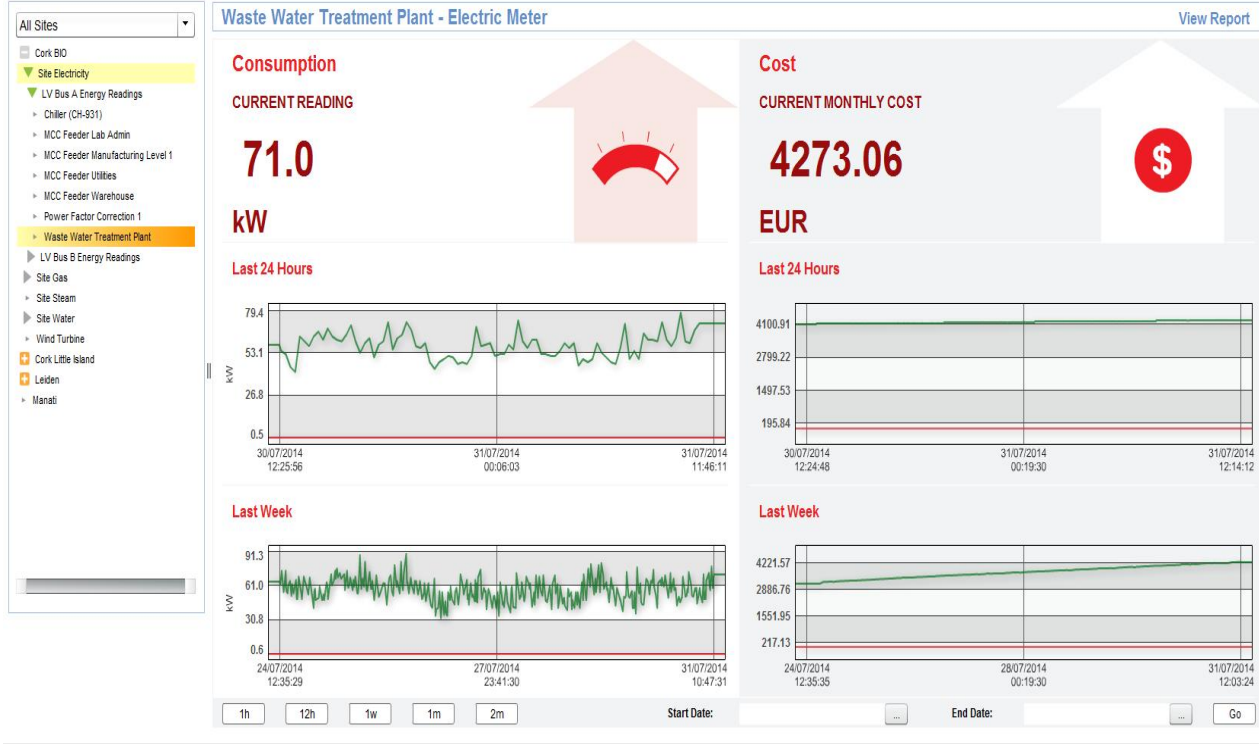 All Sites
Cork BIO
Site Electricity
LV Bus A Energy Readings
Chiller (CH-931)
MCC Feeder Lab Admin
MCC Feeder Manufacturing Level 1
MCC Feeder Utilities
MCC Feeder Warehouse
Power Factor Correction 1
Waste Water Treatment Plant
LV Bus B Energy Readings
Site Gas
Site Steam
Site Water
Wind Turbine
Cork Little Island
Leiden
Manati
Waste Water Treatment Plant - Electric Meter
View Report
Consumption
CURRENT READING
71.0
kW
Cost
CURRENT MONTHLY COST
4273.06
EUR
$
Last 24 Hours
79.4
53.1
26.8
0.5
kW
30/07/2014 31/07/2014 31/07/2014
12:25:56 00:06:03 11:46:11
Last 24 Hours
4100.91
2799.22
1497.53
195.84
30/07/2014 31/07/2014 31/07/2014
12:24:48 00:19:30 12:14:12
Last Week
91.3
61.0
30.8
0.6
kW
24/07/2014 27/07/2014 31/07/2014
12:35:29 23:41:30 10:47:31
Last Week
4221.57
2886.76
1551.95
217.13
24/07/2014 28/07/2014 31/07/2014
12:35:35 00:19:30 12:03:24
1h 12h 1w 1m 2m Start Date: ... End Date: ... Go